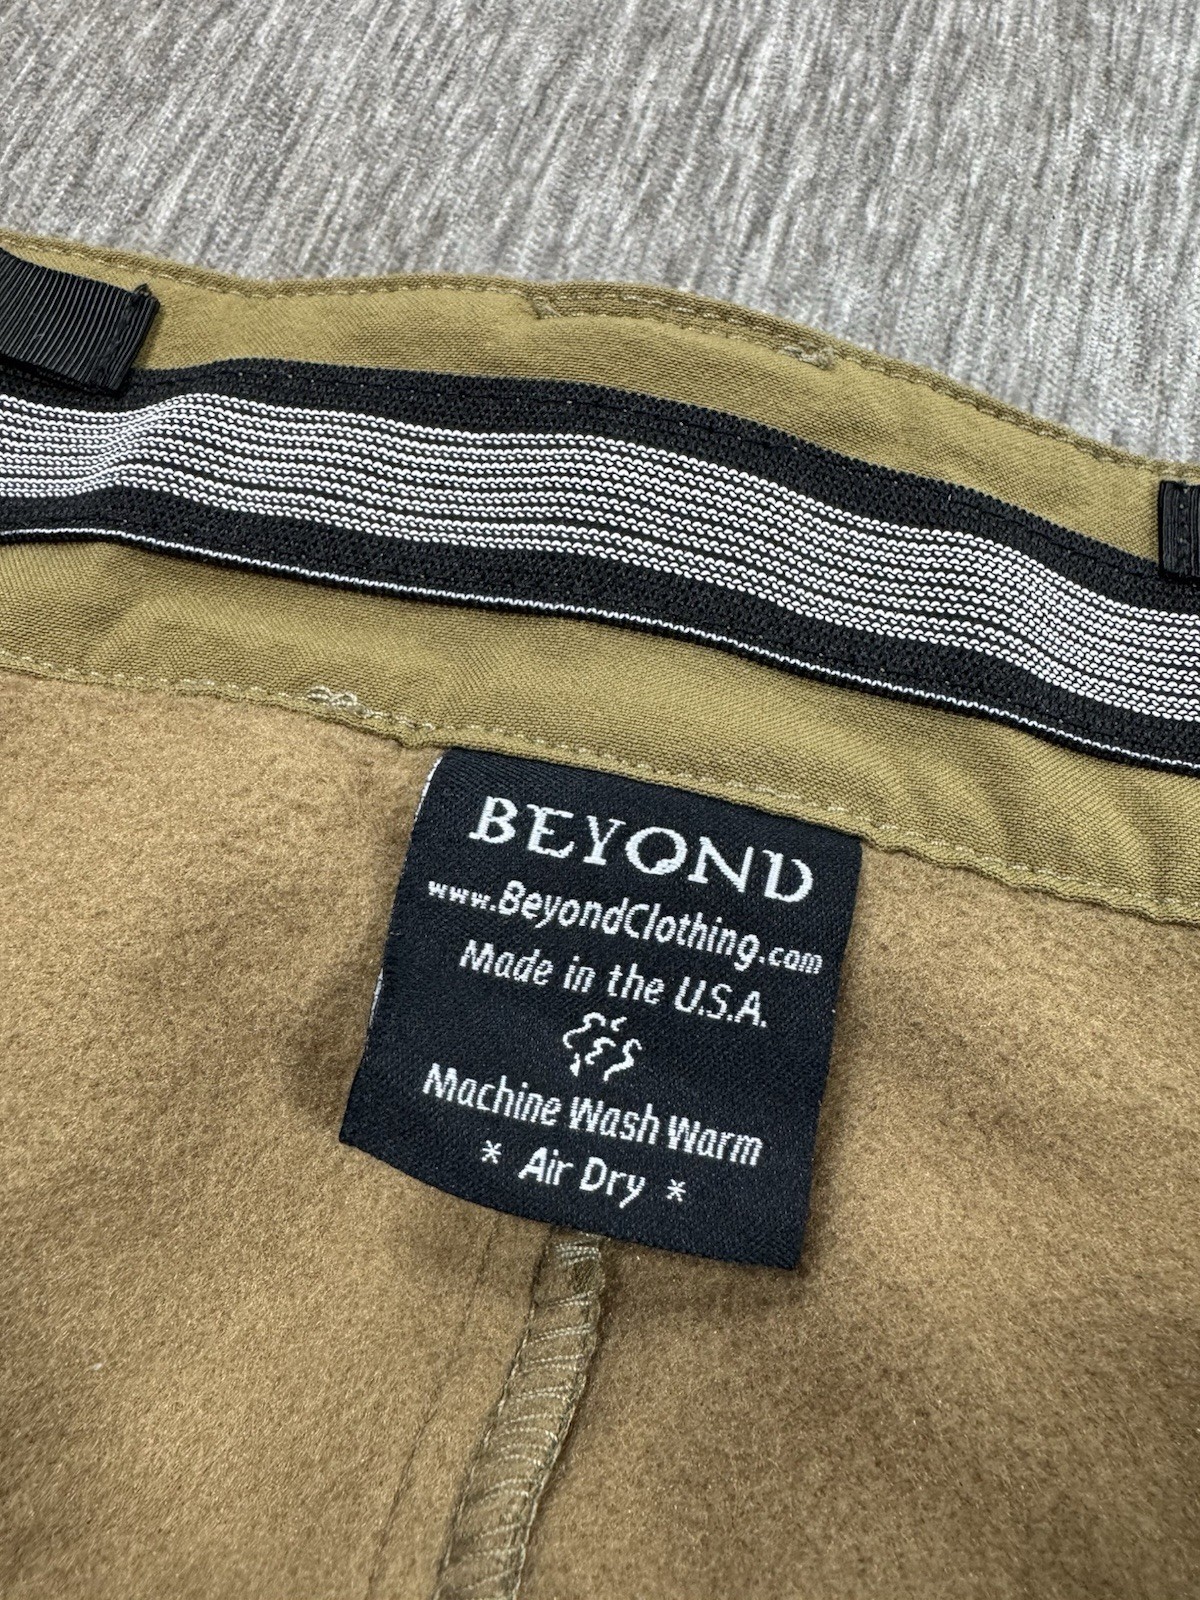 BEYOND
www.BeyondClothing.com
Made in the U.S.A.
Machine Wash Warm
* Air Dry *